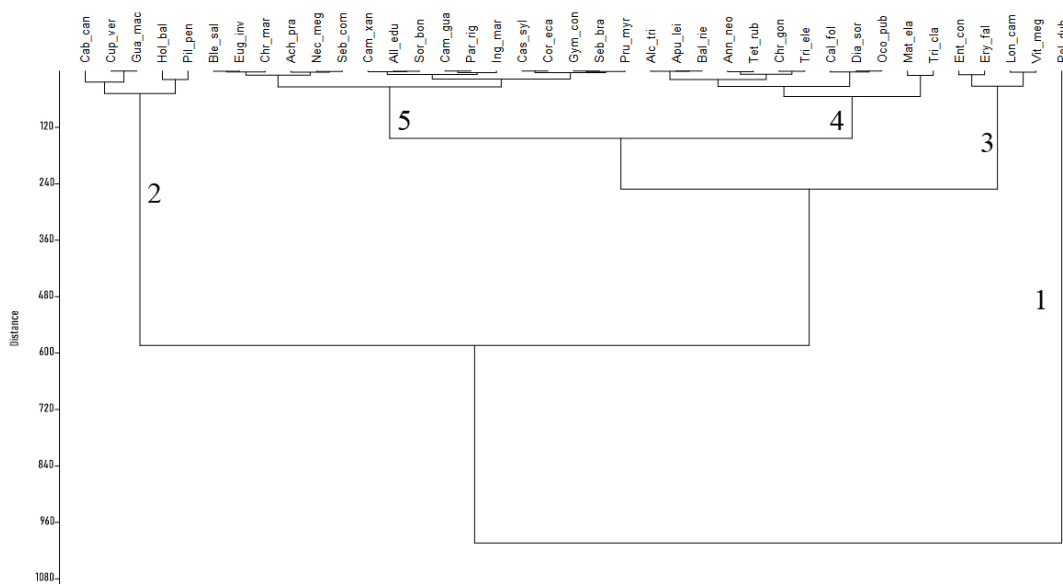 Cab_can
Cup_ver
Gua_mac
Hol_bal
Pil_pen
Ble_sal
Eug_inv
Chr_mar
Ach_pra
Nec_meg
Seb_com
Cam_xan
All_edu
Sor_bon
Cam_gua
Par_rig
Ing_mar
Cas_syl
Cor_eca
Gym_con
Seb_bra
Pru_myr
Alc_tri
Apu_lei
Bal_rie
Ann_neo
Tet_rub
Chr_gon
Tri_ele
Cal_fol
Dia_sor
Oco_pub
Mat_ela
Tri_cla
Ent_con
Ery_fal
Lon_cam
Vit_meg
Pel_dub
120
5
4
3
240
2
360
480
1
Distance
600
720
840
960
1080